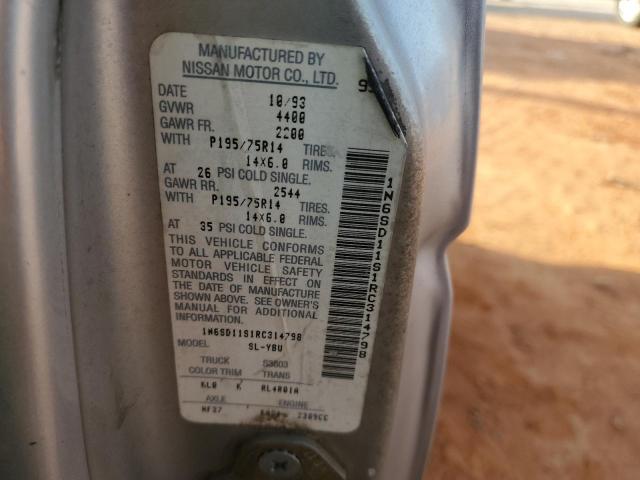 MANUFACTURED BY
NISSAN MOTOR CO., LTD.
DATE 10/93
GVWR 4400
GAWR FR. 2200
WITH P195/75R14 TIRES.
14X6.0 RIMS.
AT 26 PSI COLD SINGLE.
GAWR RR. 2544
WITH P195/75R14 TIRES.
14X6.0 RIMS.
AT 35 PSI COLD SINGLE.
THIS VEHICLE CONFORMS
TO ALL APPLICABLE FEDERAL
MOTOR VEHICLE SAFETY
STANDARDS IN EFFECT ON
THE DATE OF MANUFACTURE
SHOWN ABOVE. SEE OWNER'S
MANUAL FOR ADDITIONAL
INFORMATION.
1N6SD11S1RC314798
MODEL SL-YBU
TRUCK S3603
COLOR TRIM TRANS
KL0 K RL4R01A
AXLE ENGINE
HF37 2389CC
1N6SD11S1RC314798